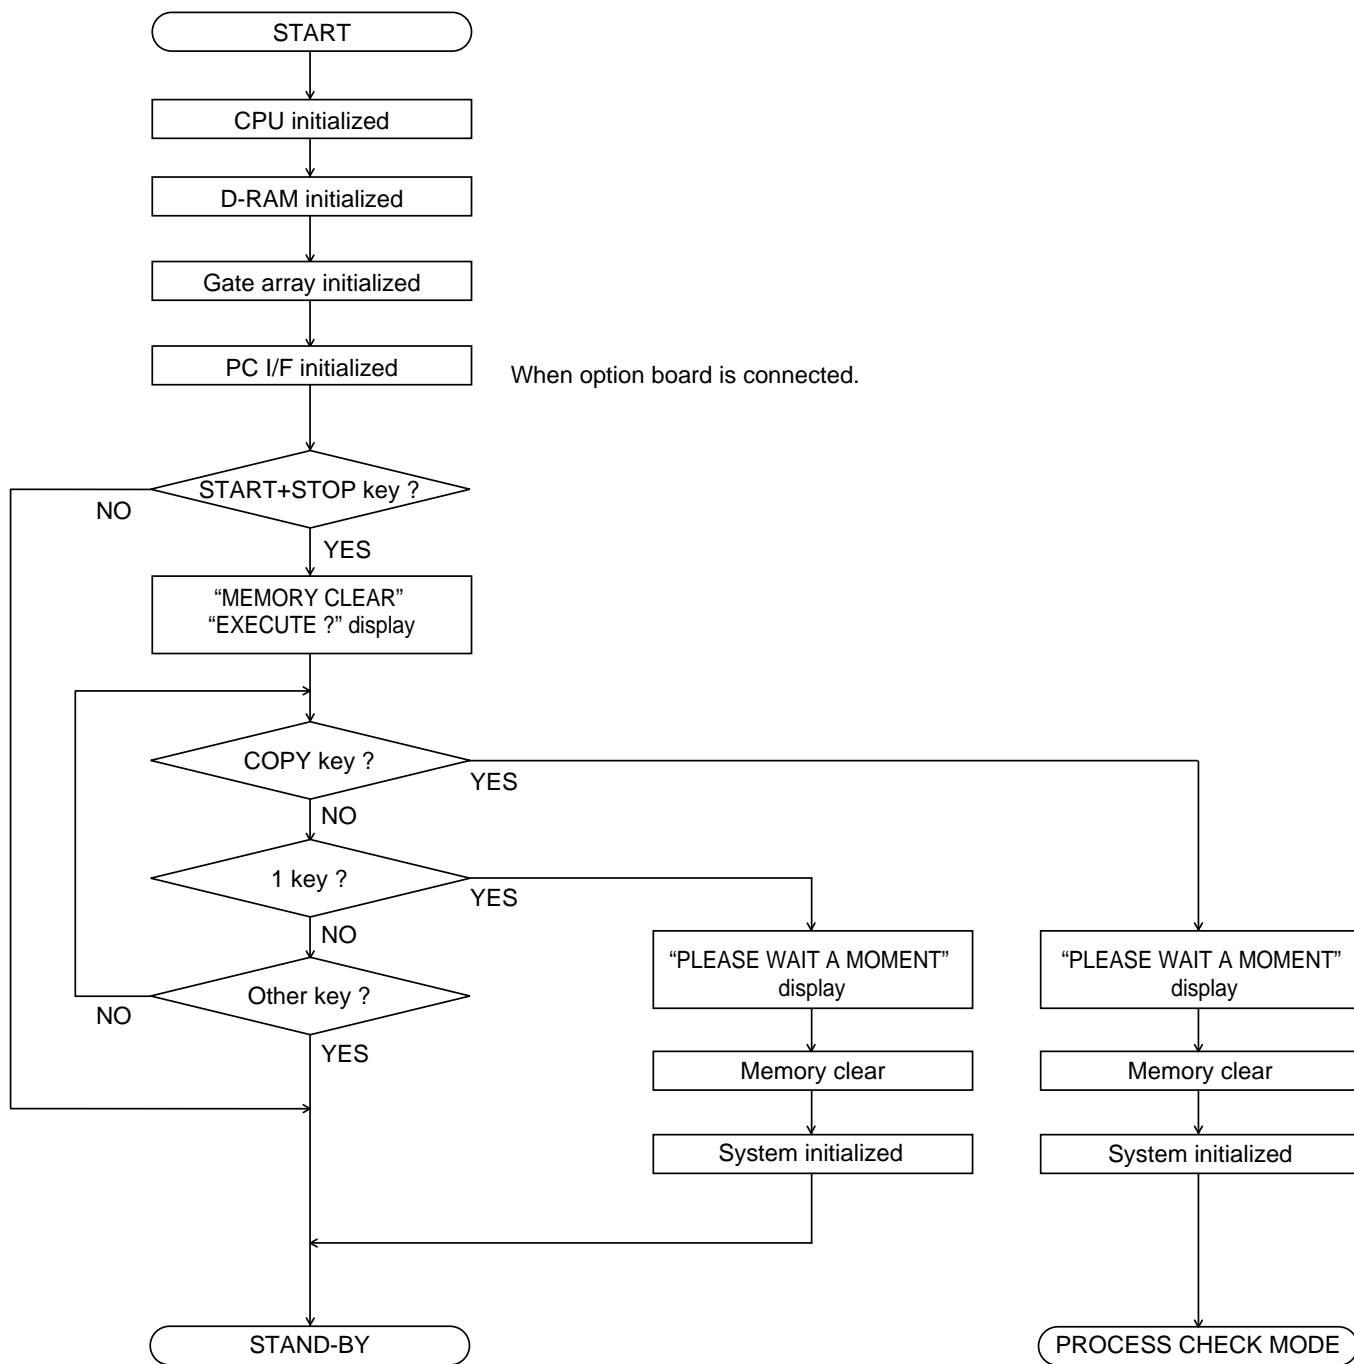 START
CPU initialized
D-RAM initialized
Gate array initialized
PC I/F initialized
When option board is connected.
START+STOP key ?
NO
YES
“MEMORY CLEAR”
“EXECUTE ?” display
COPY key ?
YES
NO
1 key ?
YES
NO
“PLEASE WAIT A MOMENT”
display
“PLEASE WAIT A MOMENT”
display
Other key ?
NO
YES
Memory clear
Memory clear
System initialized
System initialized
STAND-BY
PROCESS CHECK MODE